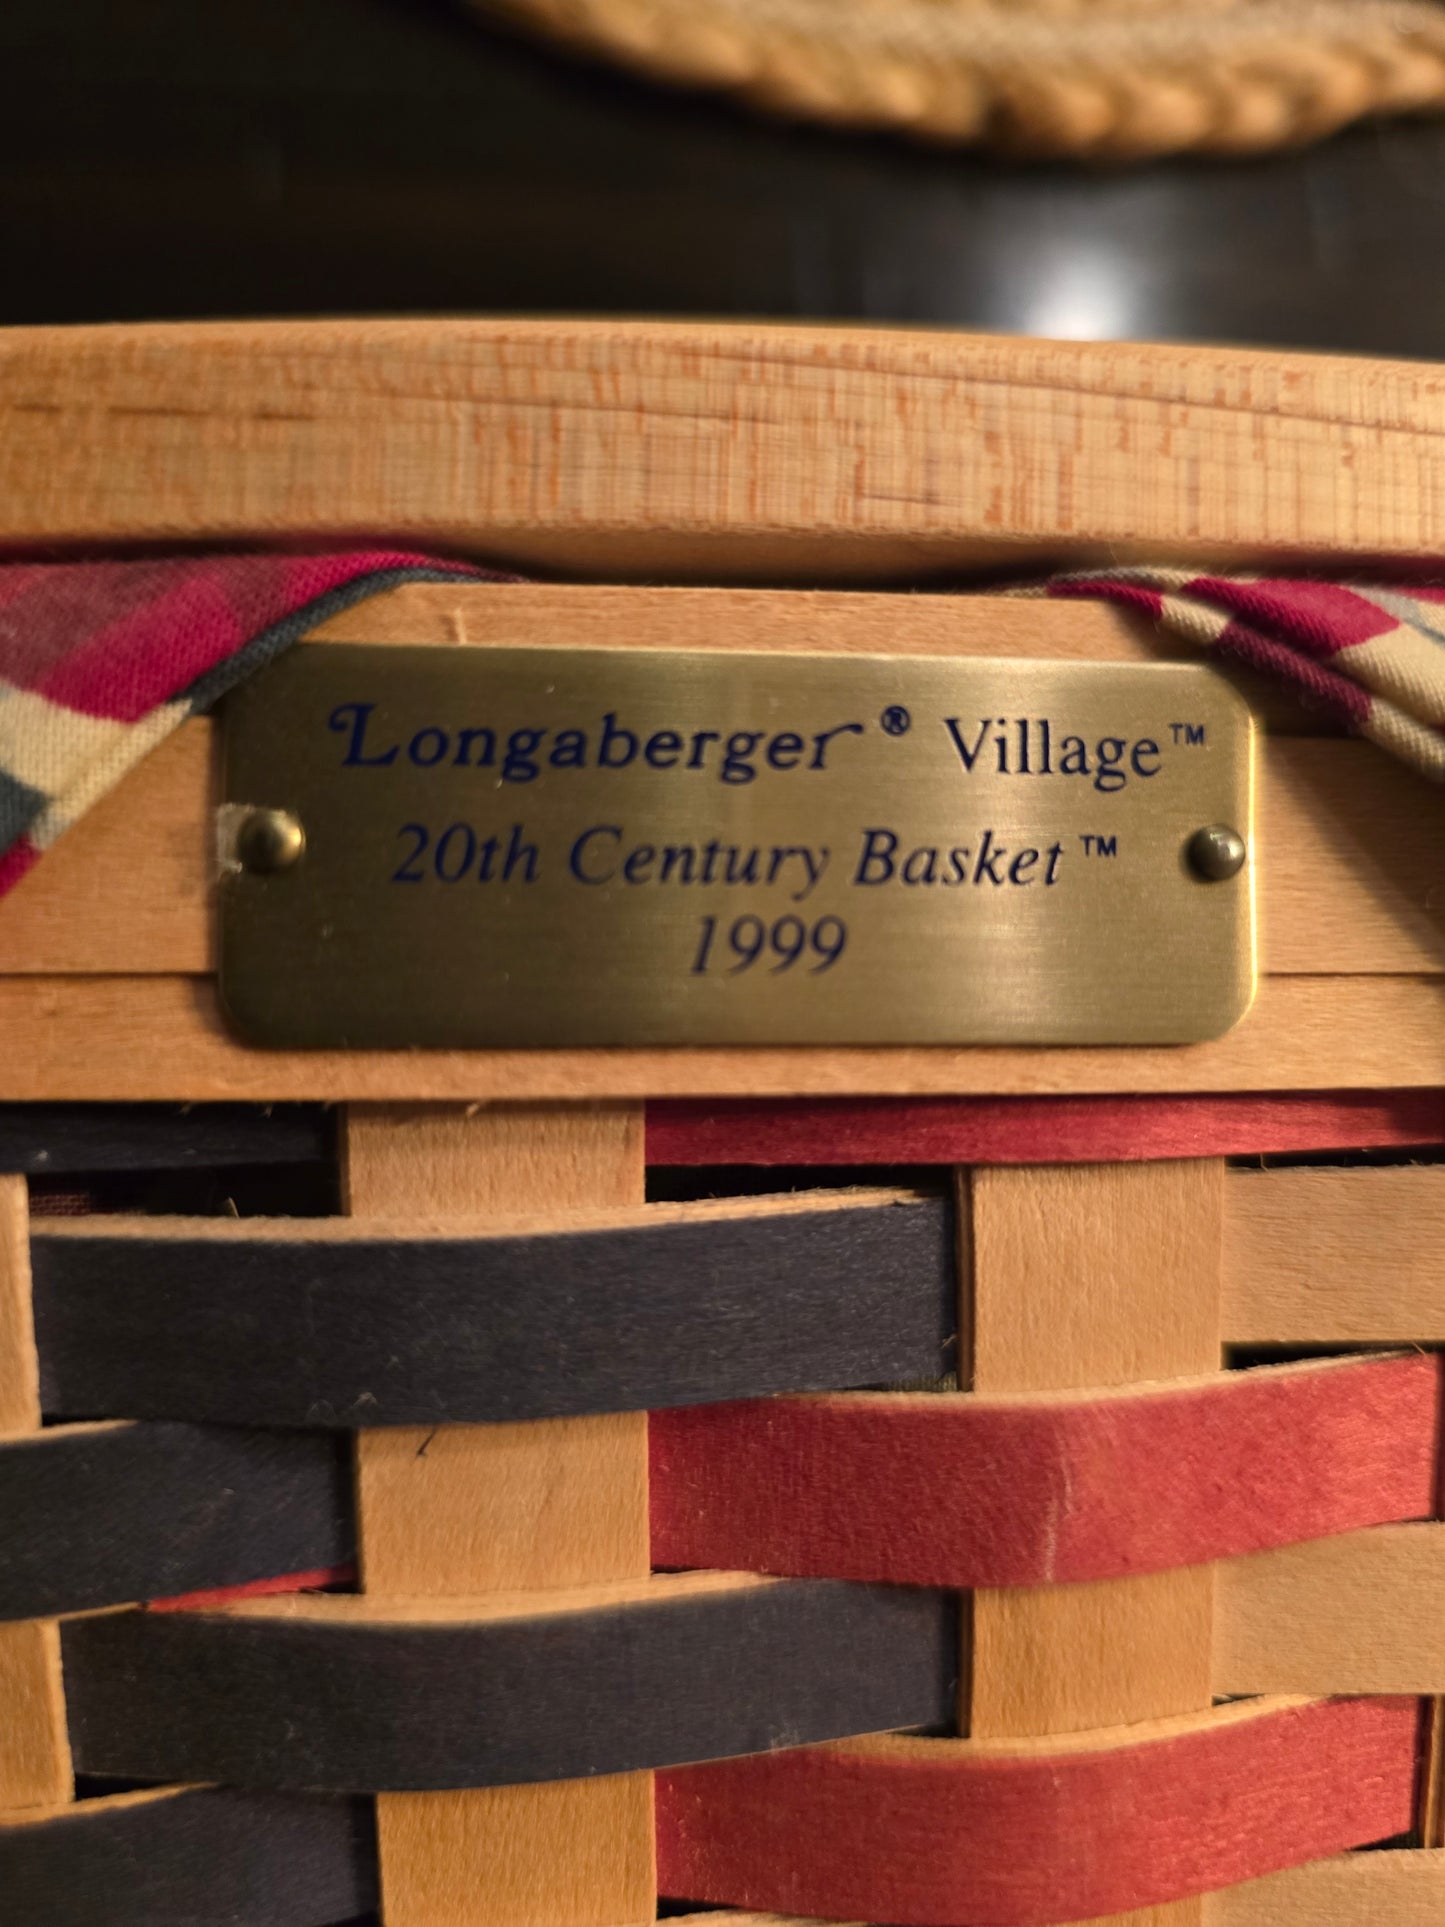 Longaberger® Village™
20th Century Basket™
1999